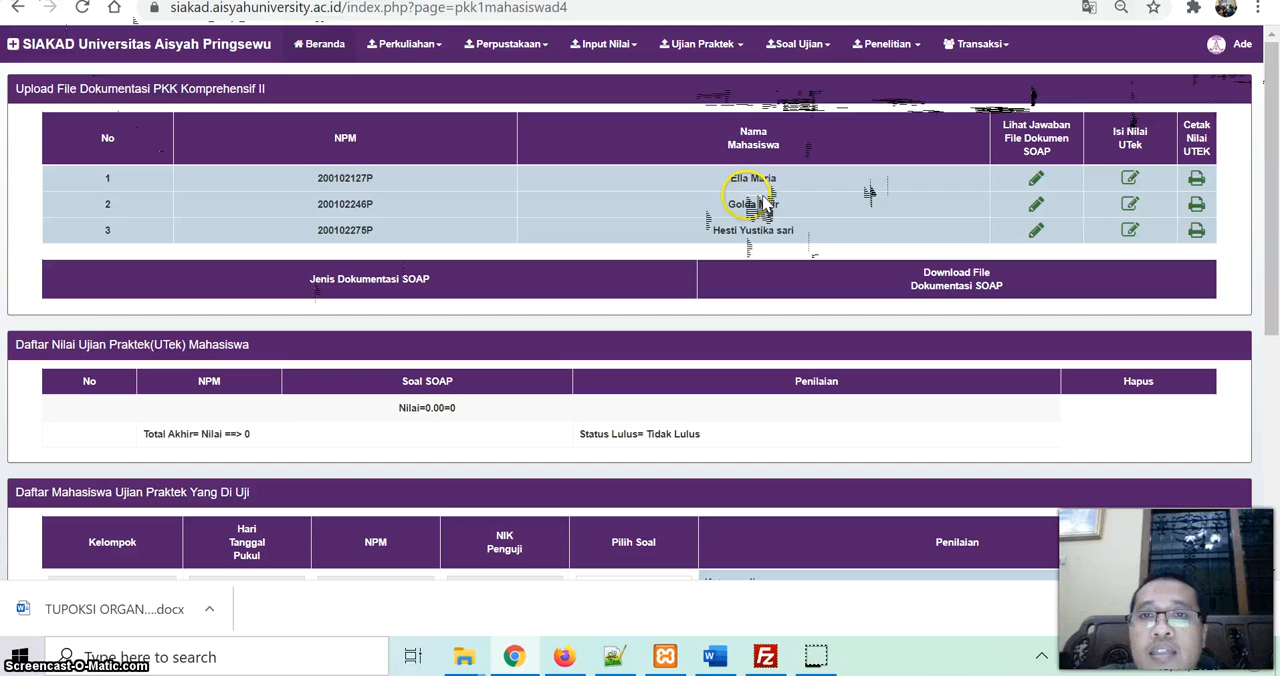 siakad.aisyahuniversity.ac.id/index.php?page=pkk1mahasiswad4
SIAKAD Universitas Aisyah Pringsewu Beranda Perkuliahan Perpustakaan Input Nilai Ujian Praktek Soal Ujian Penelitian Transaksi Ade
Upload File Dokumentasi PKK Komprehensif II
No NPM Nama Mahasiswa Lihat Jawaban File Dokumen SOAP Isi Nilai UTek Cetak Nilai UTEK
1 200102127P Ella Maria
2 200102246P Golda
3 200102275P Hesti Yustika sari
Jenis Dokumentasi SOAP Download File Dokumentasi SOAP
Daftar Nilai Ujian Praktek(UTek) Mahasiswa
No NPM Soal SOAP Penilaian Hapus
Nilai=0.00=0
Total Akhir= Nilai ==> 0 Status Lulus= Tidak Lulus
Daftar Mahasiswa Ujian Praktek Yang Di Uji
Kelompok Hari Tanggal Pukul NPM NIK Penguji Pilih Soal Penilaian
TUPOKSI ORGAN....docx
Type here to search
Screencast-O-Matic.com